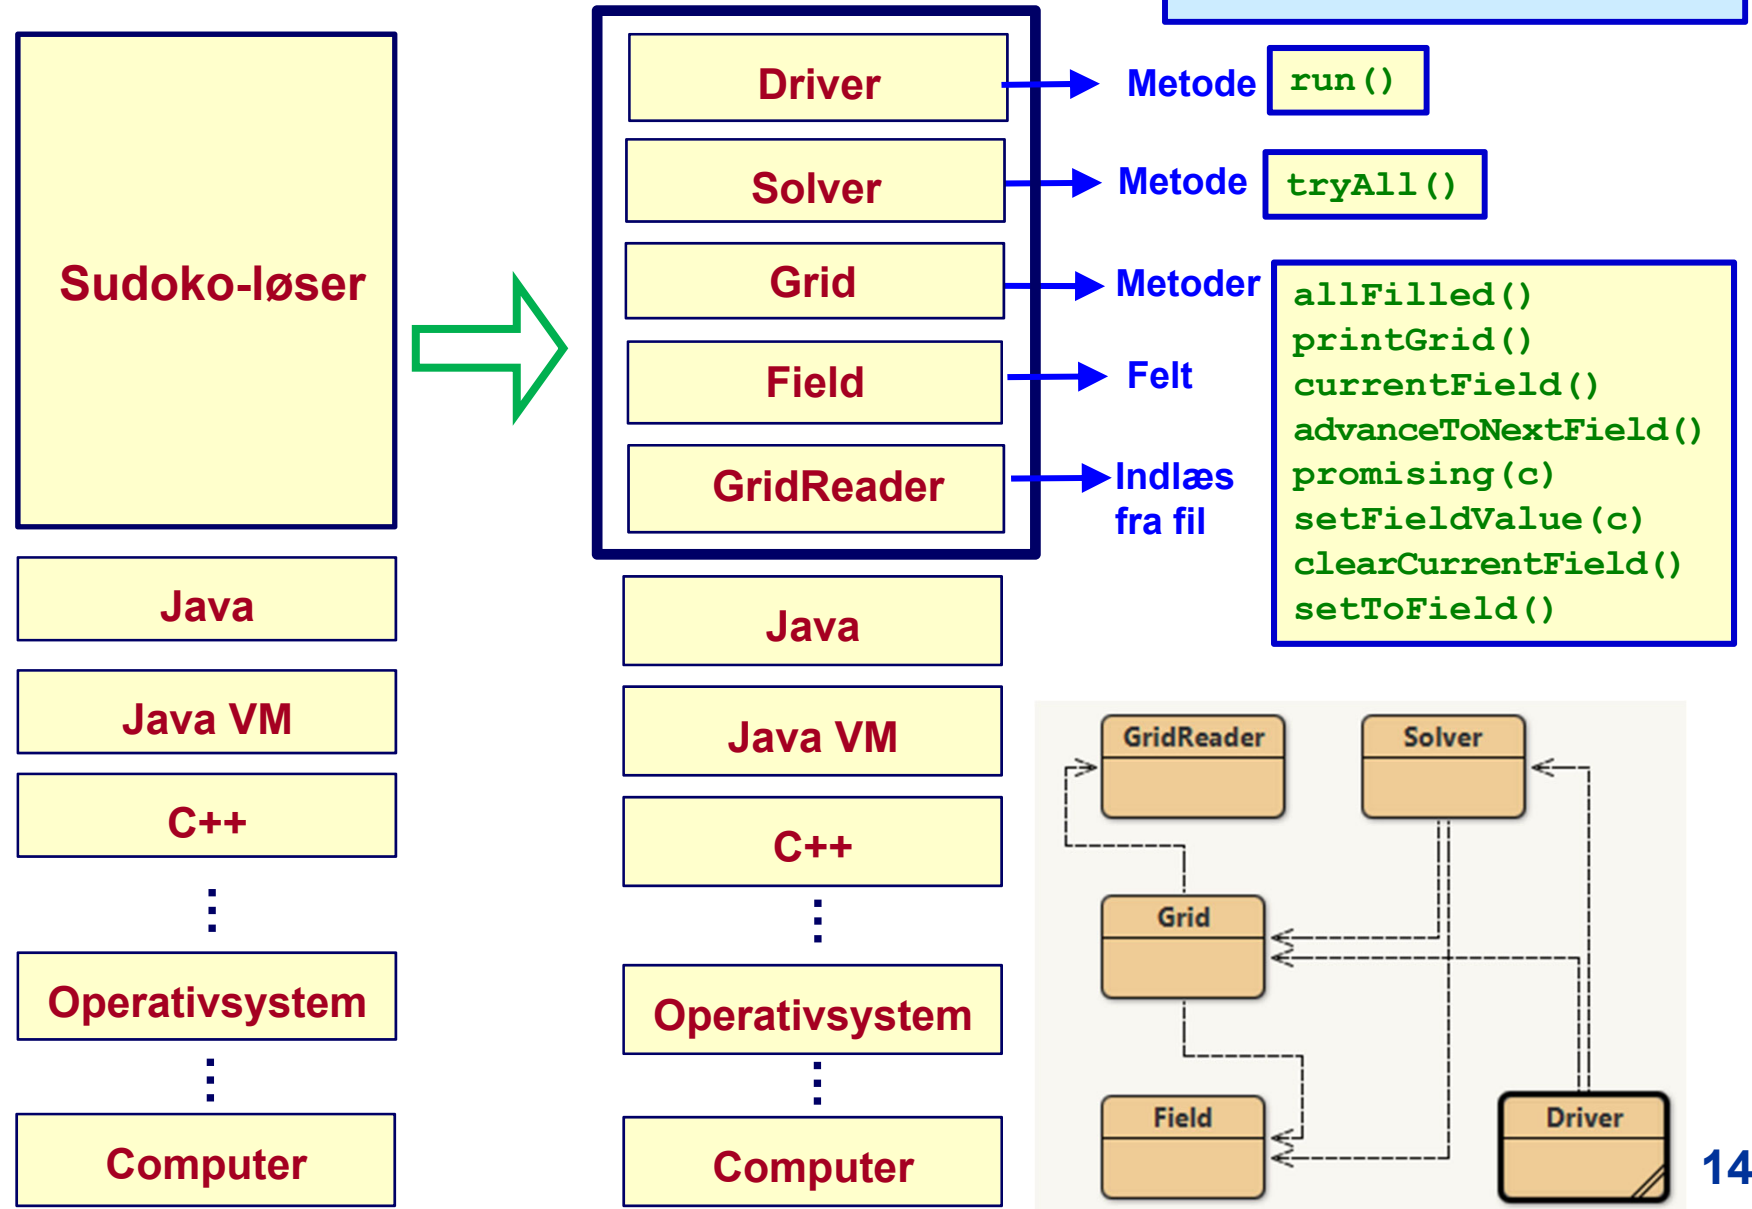 Sudoko-løser
Java
Java VM
C++
Operativsystem
Computer
Driver
Solver
Grid
Field
GridReader
Java
Java VM
C++
Operativsystem
Computer
Metode
run()
Metode
tryAll()
Metoder
allFilled()
printGrid()
currentField()
advanceToNextField()
promising(c)
setFieldValue(c)
clearCurrentField()
setToField()
Felt
Indlæs
fra fil
GridReader
Solver
Grid
Field
Driver
14